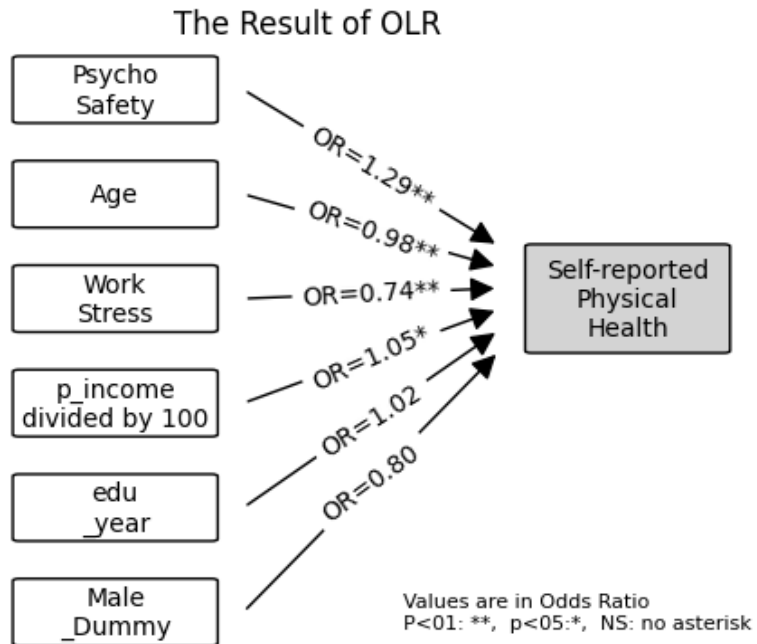 The Result of OLR
Psycho
Safety
OR=1.29**
Age
OR=0.98**
Work
Stress
OR=0.74**
Self-reported
Physical
Health
p_income
divided by 100
OR=1.05*
edu
_year
OR=1.02
Male
_Dummy
OR=0.80
Values are in Odds Ratio
P<01: **,  p<05:*,  NS: no asterisk